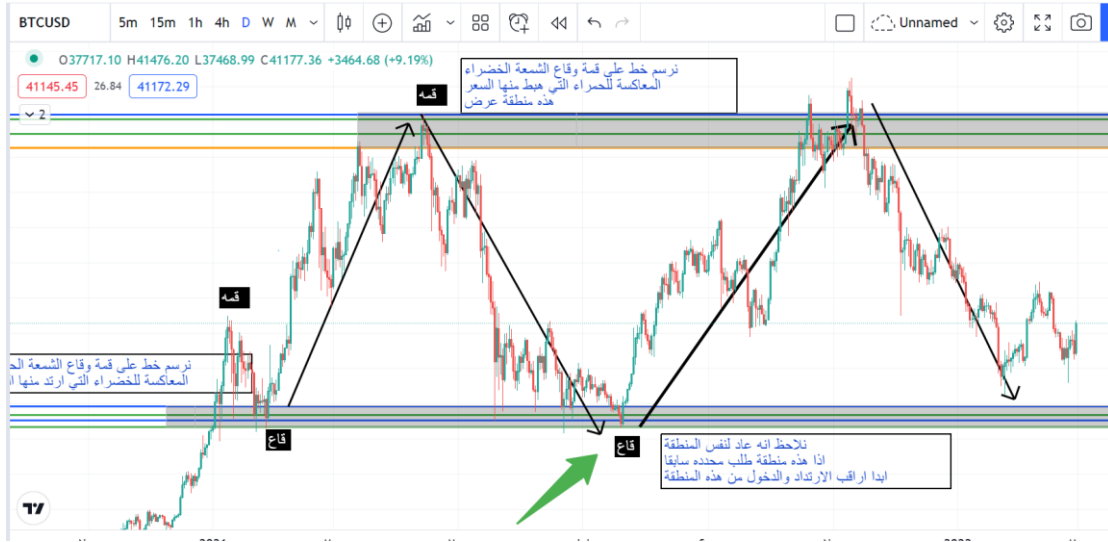 BTCUSD 5m 15m 1h 4h D W M Unnamed
O37717.10 H41476.20 L37468.99 C41177.36 +3464.68 (+9.19%)
41145.45 26.84 41172.29
2
نرسم خط على قمة وقاع الشمعة الخضراء
المعاكسة للحمراء التي هبط منها السعر
هذه منطقة عرض
قمه
قمه
نرسم خط على قمة وقاع الشمعة
المعاكسة للخضراء التي ارتد منها
قاع
قاع
نلاحظ انه عاد لنفس المنطقة
اذا هذه منطقة طلب محدده سابقا
ابدا اراقب الارتداد والدخول من هذه المنطقة